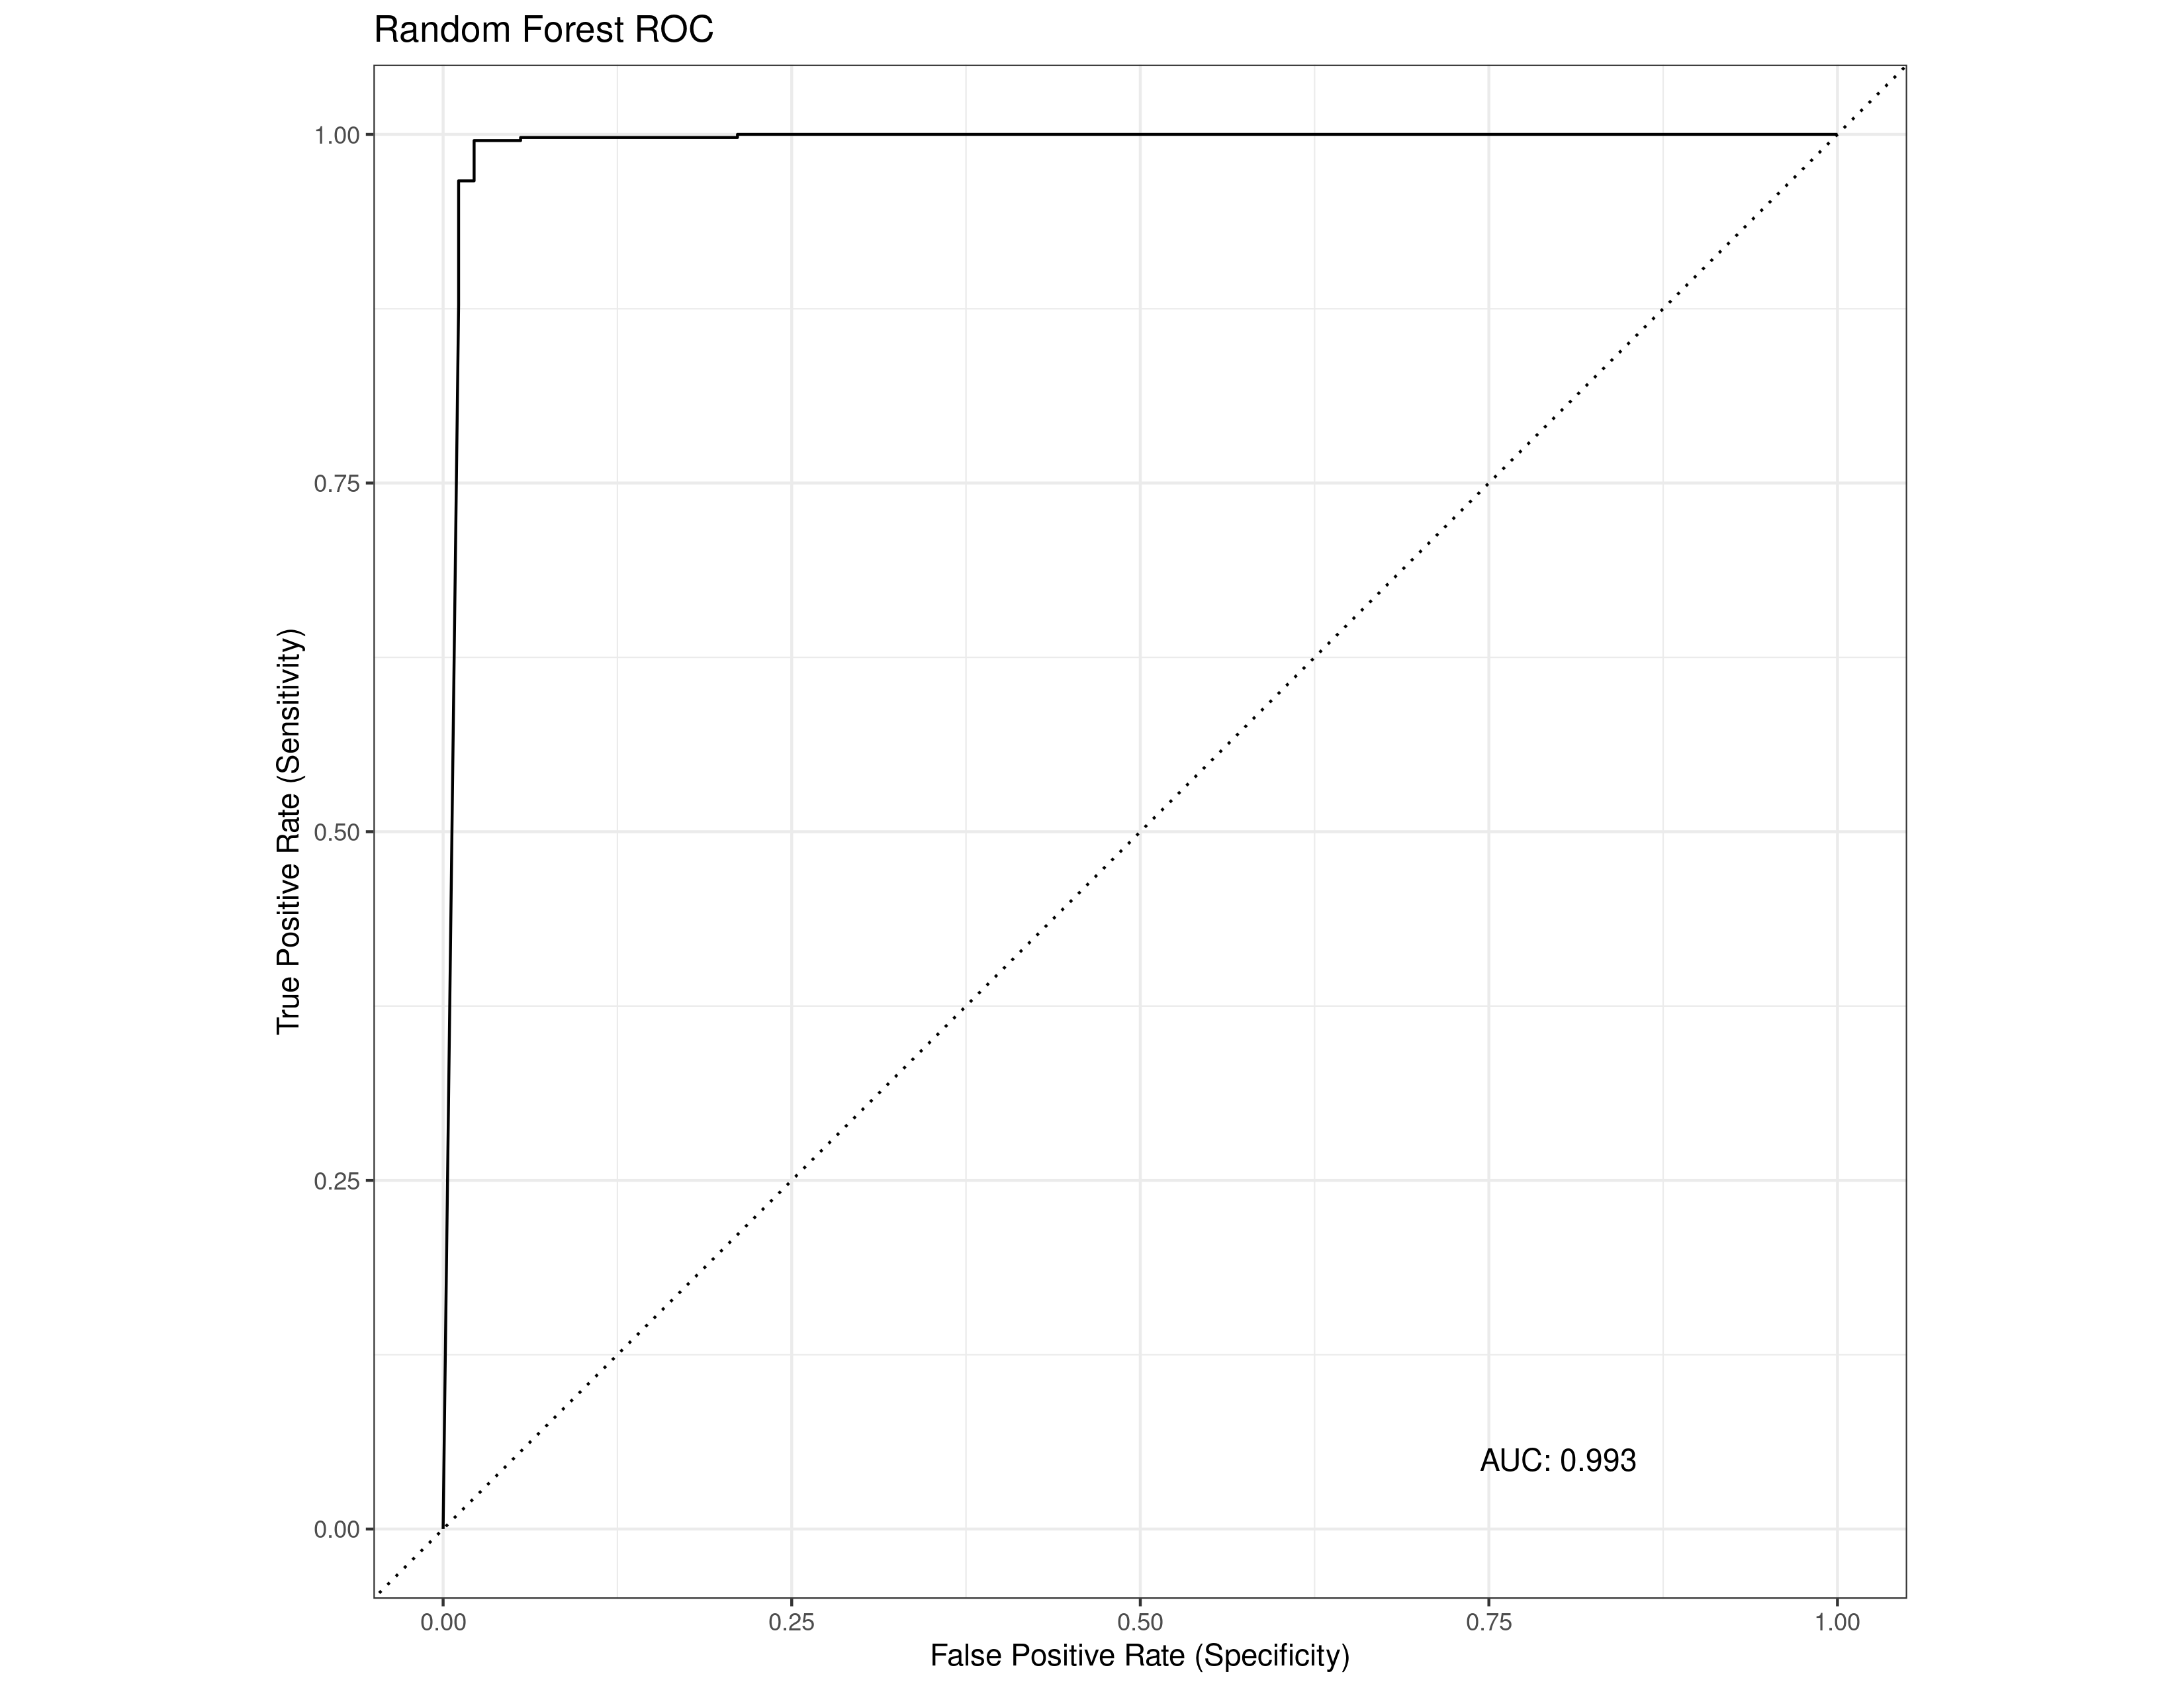 Random Forest ROC
1.00
0.75
0.50
0.25
0.00
True Positive Rate (Sensitivity)
AUC: 0.993
0.00 0.25 0.50 0.75 1.00
False Positive Rate (Specificity)